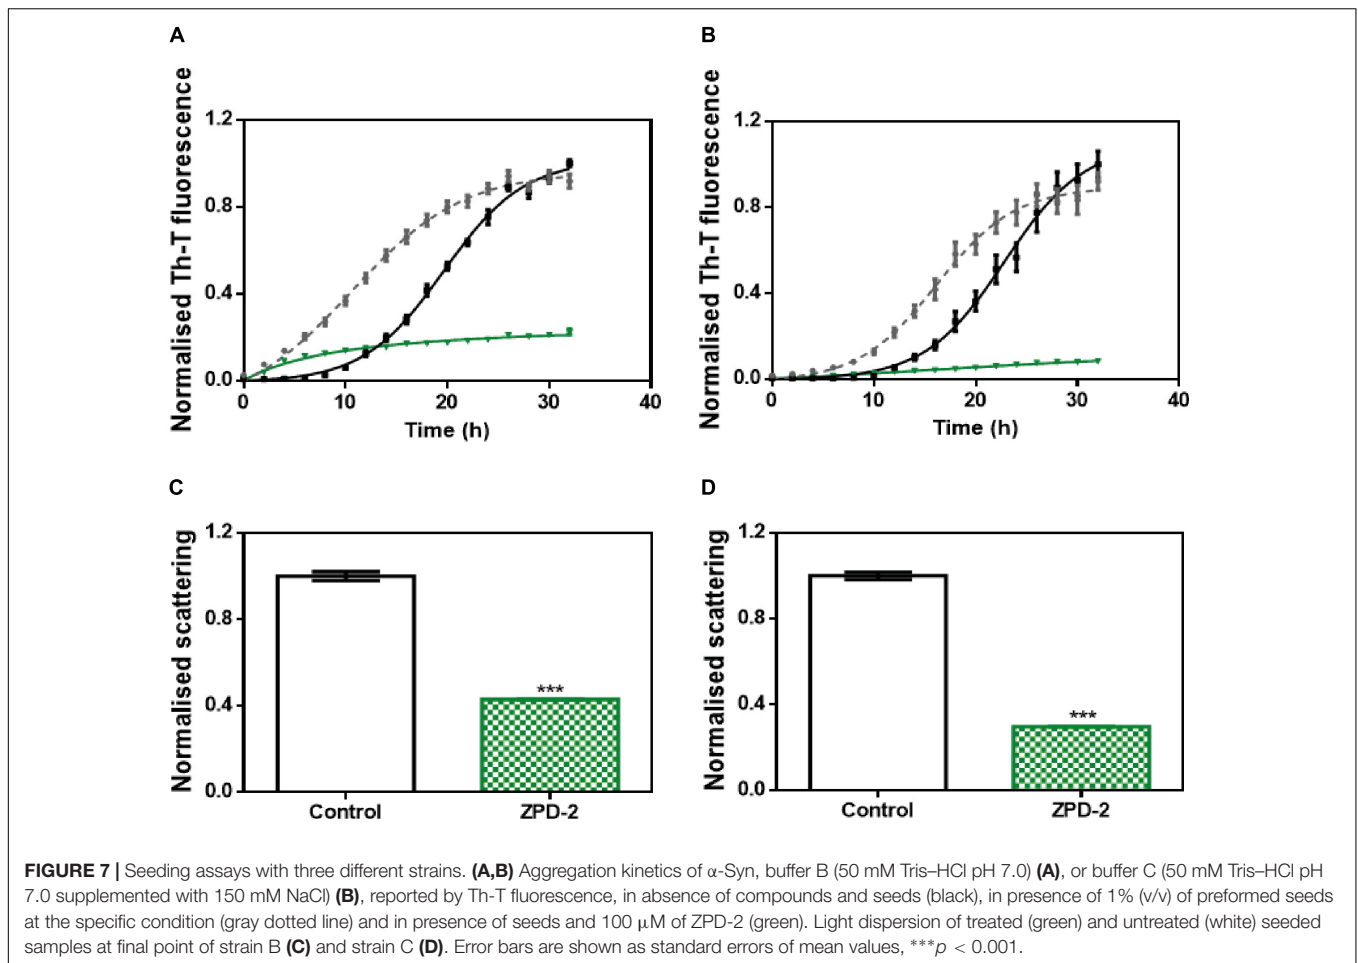 A
B
Normalised Th-T fluorescence
1.2
0.8
0.4
0.0
0 10 20 30 40
Time (h)
Normalised Th-T fluorescence
1.2
0.8
0.4
0.0
0 10 20 30 40
Time (h)
C
D
Normalised scattering
1.2
0.8
0.4
0.0
***
Control ZPD-2
Normalised scattering
1.2
0.8
0.4
0.0
***
Control ZPD-2
FIGURE 7 | Seeding assays with three different strains. (A,B) Aggregation kinetics of α-Syn, buffer B (50 mM Tris–HCl pH 7.0) (A), or buffer C (50 mM Tris–HCl pH
7.0 supplemented with 150 mM NaCl) (B), reported by Th-T fluorescence, in absence of compounds and seeds (black), in presence of 1% (v/v) of preformed seeds
at the specific condition (gray dotted line) and in presence of seeds and 100 μM of ZPD-2 (green). Light dispersion of treated (green) and untreated (white) seeded
samples at final point of strain B (C) and strain C (D). Error bars are shown as standard errors of mean values, ***p < 0.001.